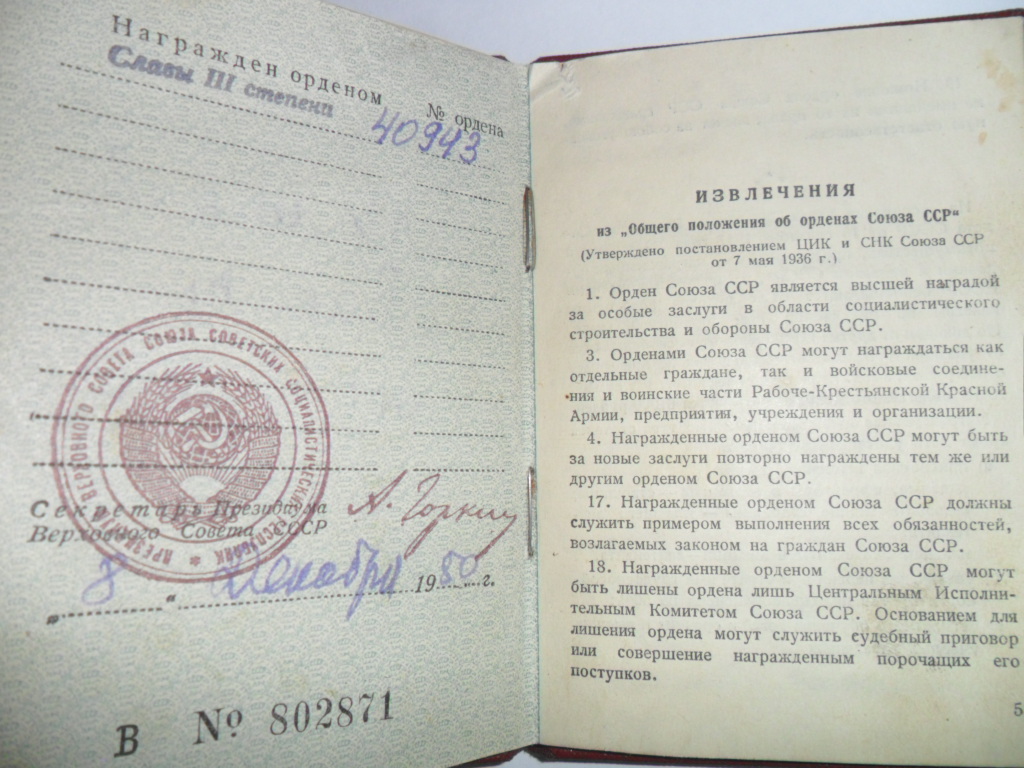 Награжден орденом № ордена
Славы III степени 40943
ПРЕЗИДИУМ ВЕРХОВНОГО СОВЕТА СОЮЗА СОВЕТСКИХ СОЦИАЛИСТИЧЕСКИХ РЕСПУБЛИК
Секретарь Президиума
Верховного Совета СССР А. Горкин
„ 8 “ декабря 1950 г.
В № 802871
ИЗВЛЕЧЕНИЯ
из „Общего положения об орденах Союза ССР“
(Утверждено постановлением ЦИК и СНК Союза ССР
от 7 мая 1936 г.)
1. Орден Союза ССР является высшей наградой
за особые заслуги в области социалистического
строительства и обороны Союза ССР.
3. Орденами Союза ССР могут награждаться как
отдельные граждане, так и войсковые соедине-
ния и воинские части Рабоче-Крестьянской Красной
Армии, предприятия, учреждения и организации.
4. Награжденные орденом Союза ССР могут быть
за новые заслуги повторно награждены тем же или
другим орденом Союза ССР.
17. Награжденные орденом Союза ССР должны
служить примером выполнения всех обязанностей,
возлагаемых законом на граждан Союза ССР.
18. Награжденные орденом Союза ССР могут
быть лишены ордена лишь Центральным Исполни-
тельным Комитетом Союза ССР. Основанием для
лишения ордена могут служить судебный приговор
или совершение награжденным порочащих его
поступков.
5